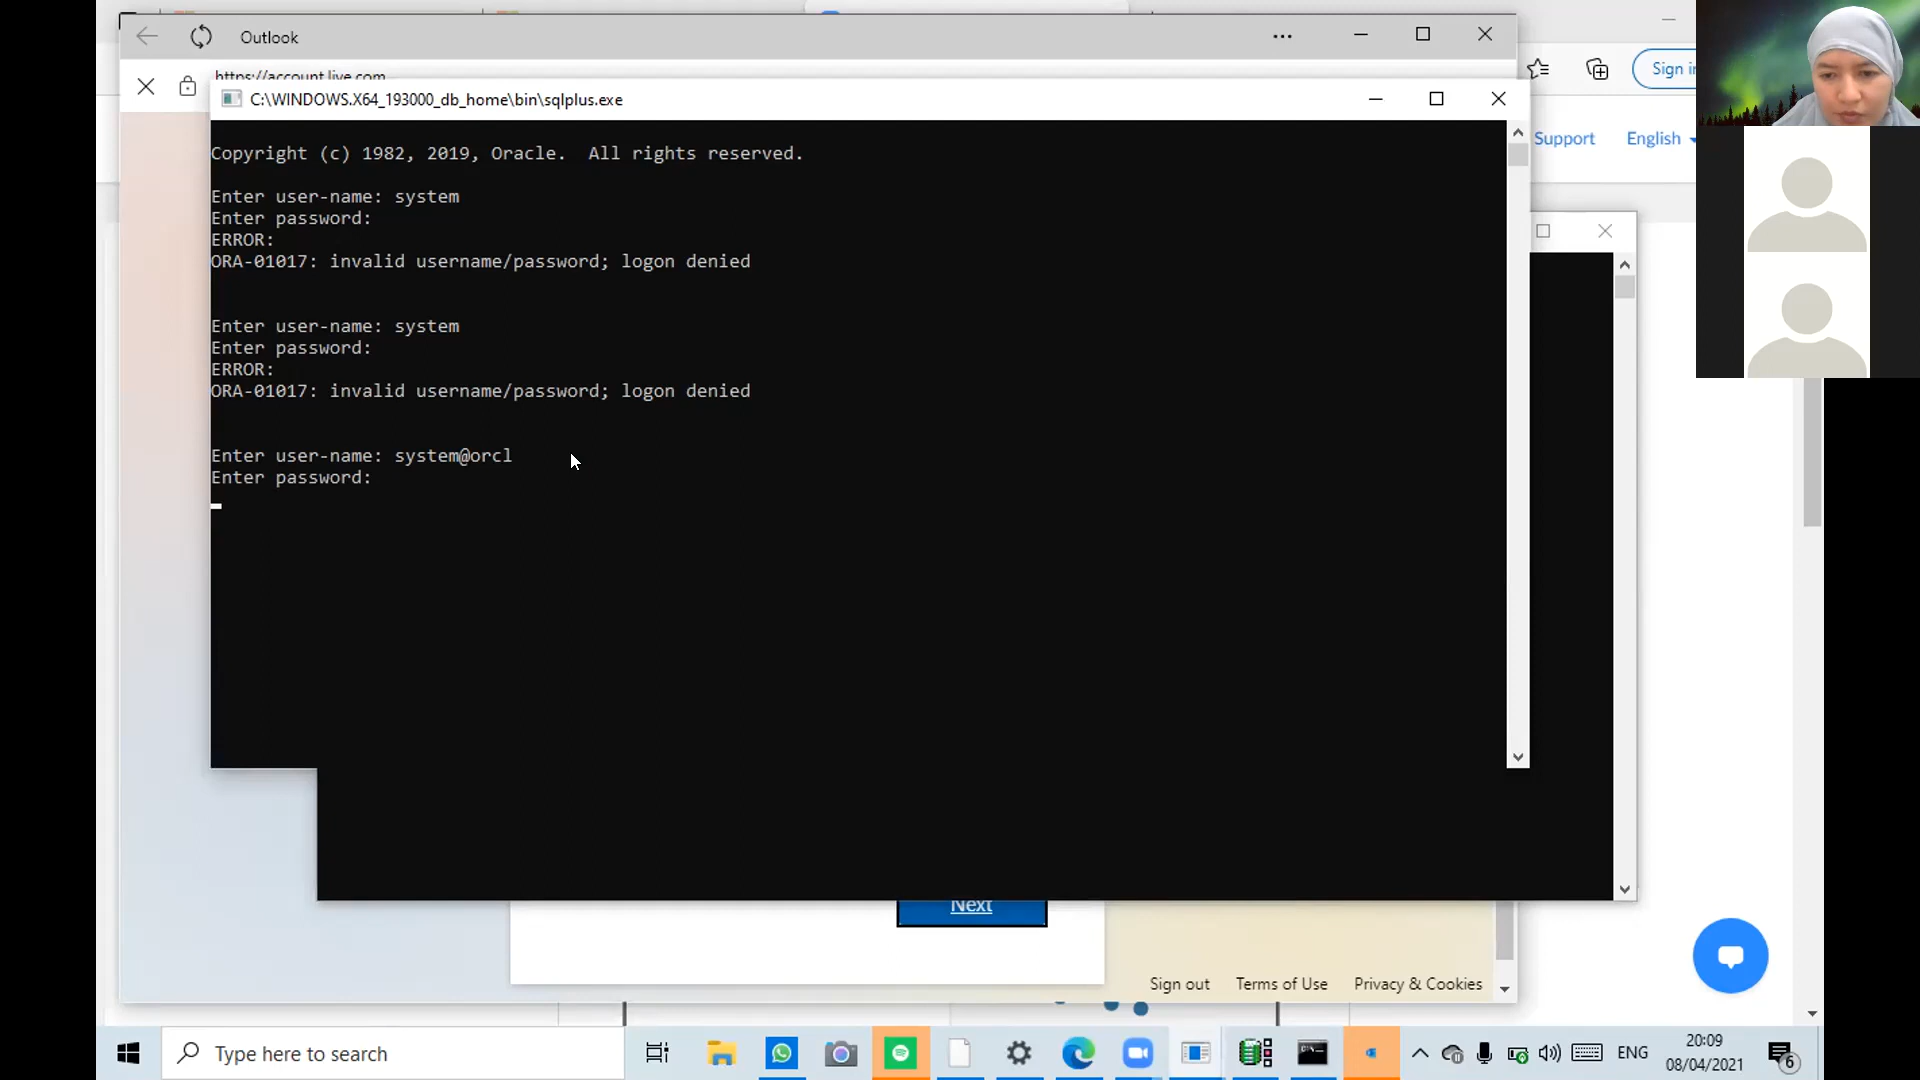 Outlook
https://account.live.com
Sign in
C:\WINDOWS.X64_193000_db_home\bin\sqlplus.exe
Support
English
Copyright (c) 1982, 2019, Oracle.  All rights reserved.
Enter user-name: system
Enter password:
ERROR:
ORA-01017: invalid username/password; logon denied
Enter user-name: system
Enter password:
ERROR:
ORA-01017: invalid username/password; logon denied
Enter user-name: system@orcl
Enter password:
Next
Sign out
Terms of Use
Privacy & Cookies
Type here to search
ENG
20:09
08/04/2021
6